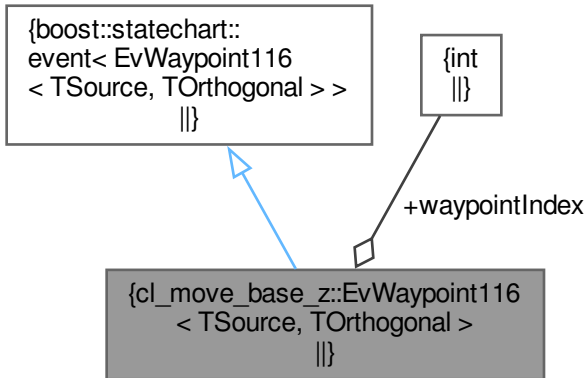 {boost::statechart::
event< EvWaypoint116
< TSource, TOrthogonal > >
||}
{int
||}
+waypointIndex
{cl_move_base_z::EvWaypoint116
< TSource, TOrthogonal >
||}